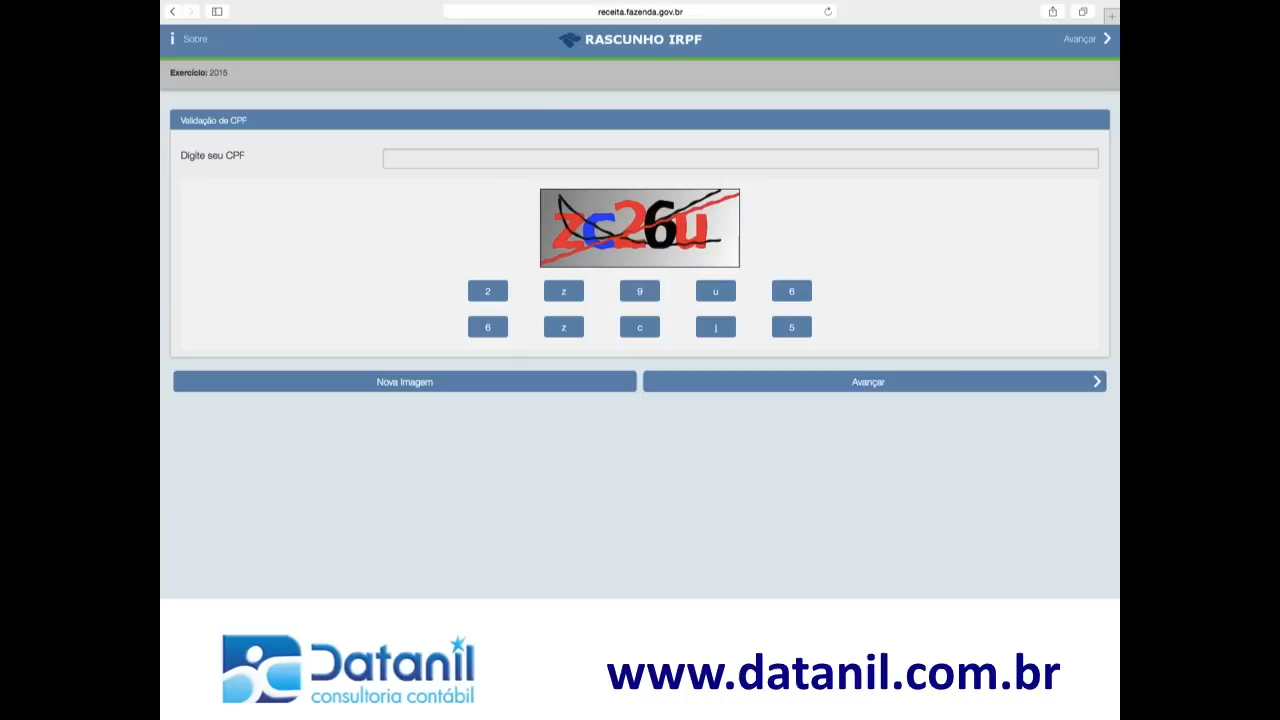 receita.fazenda.gov.br
Sobre
RASCUNHO IRPF
Avançar
Exercício: 2015
Validação de CPF
Digite seu CPF
zc26u
2 z 9 u 6
6 z c j 5
Nova Imagem
Avançar
Datanil
consultoria contábil
www.datanil.com.br